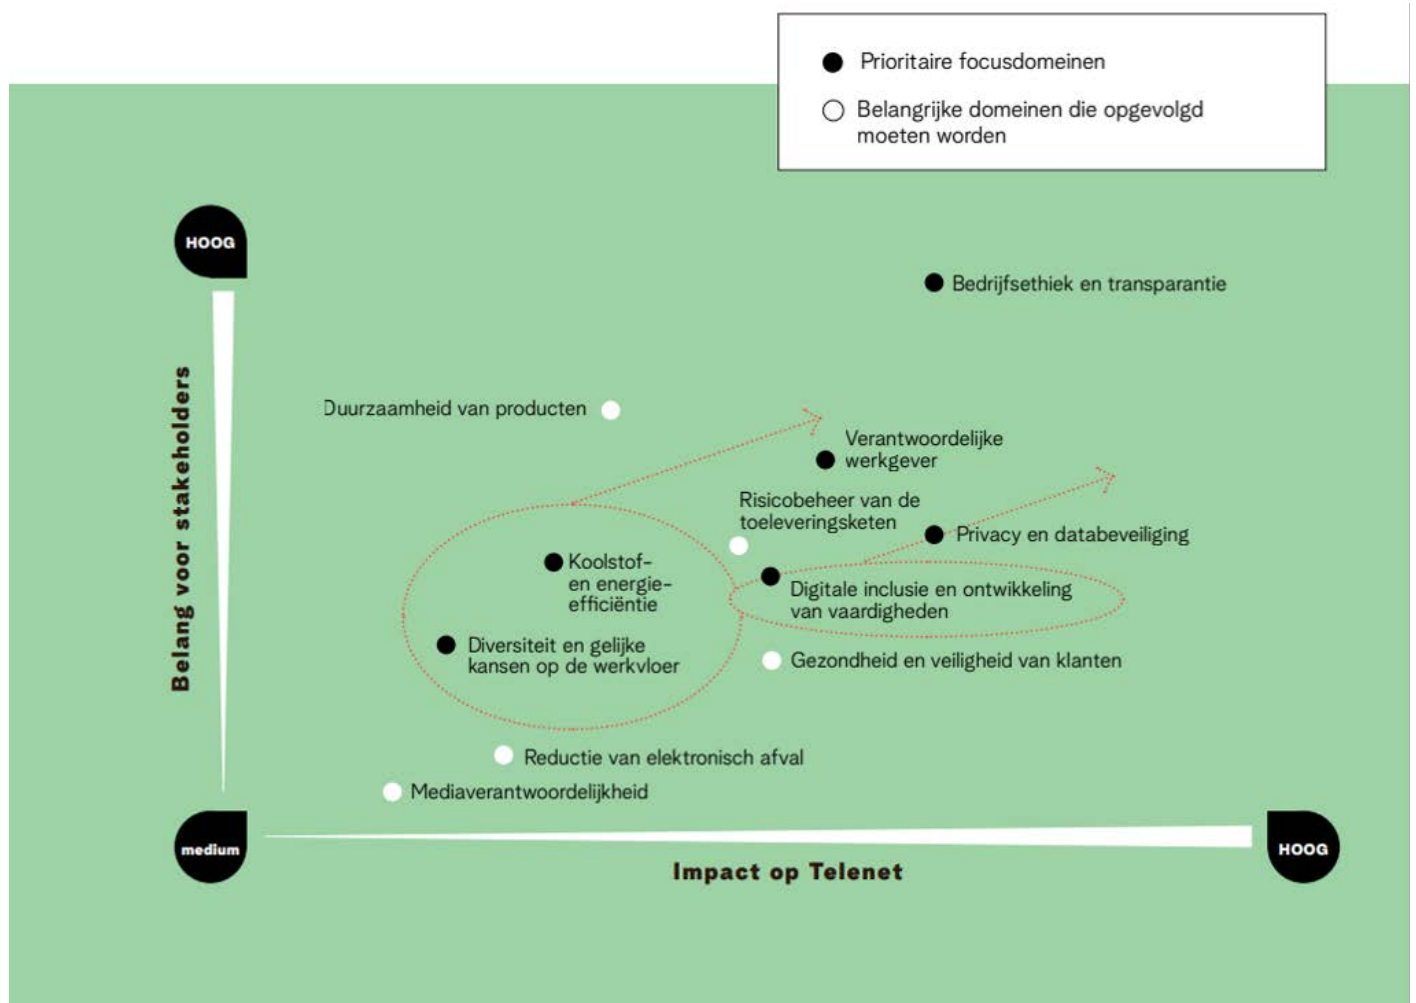 Prioritaire focusdomeinen
Belangrijke domeinen die opgevolgd
moeten worden
HOOG
Belang voor stakeholders
Bedrijfsethiek en transparantie
Duurzaamheid van producten
Verantwoordelijke
werkgever
Risicobeheer van de
toeleveringsketen
Privacy en databeveiliging
Koolstof-
en energie-
efficiëntie
Digitale inclusie en ontwikkeling
van vaardigheden
Diversiteit en gelijke
kansen op de werkvloer
Gezondheid en veiligheid van klanten
Reductie van elektronisch afval
Mediaverantwoordelijkheid
medium
HOOG
Impact op Telenet